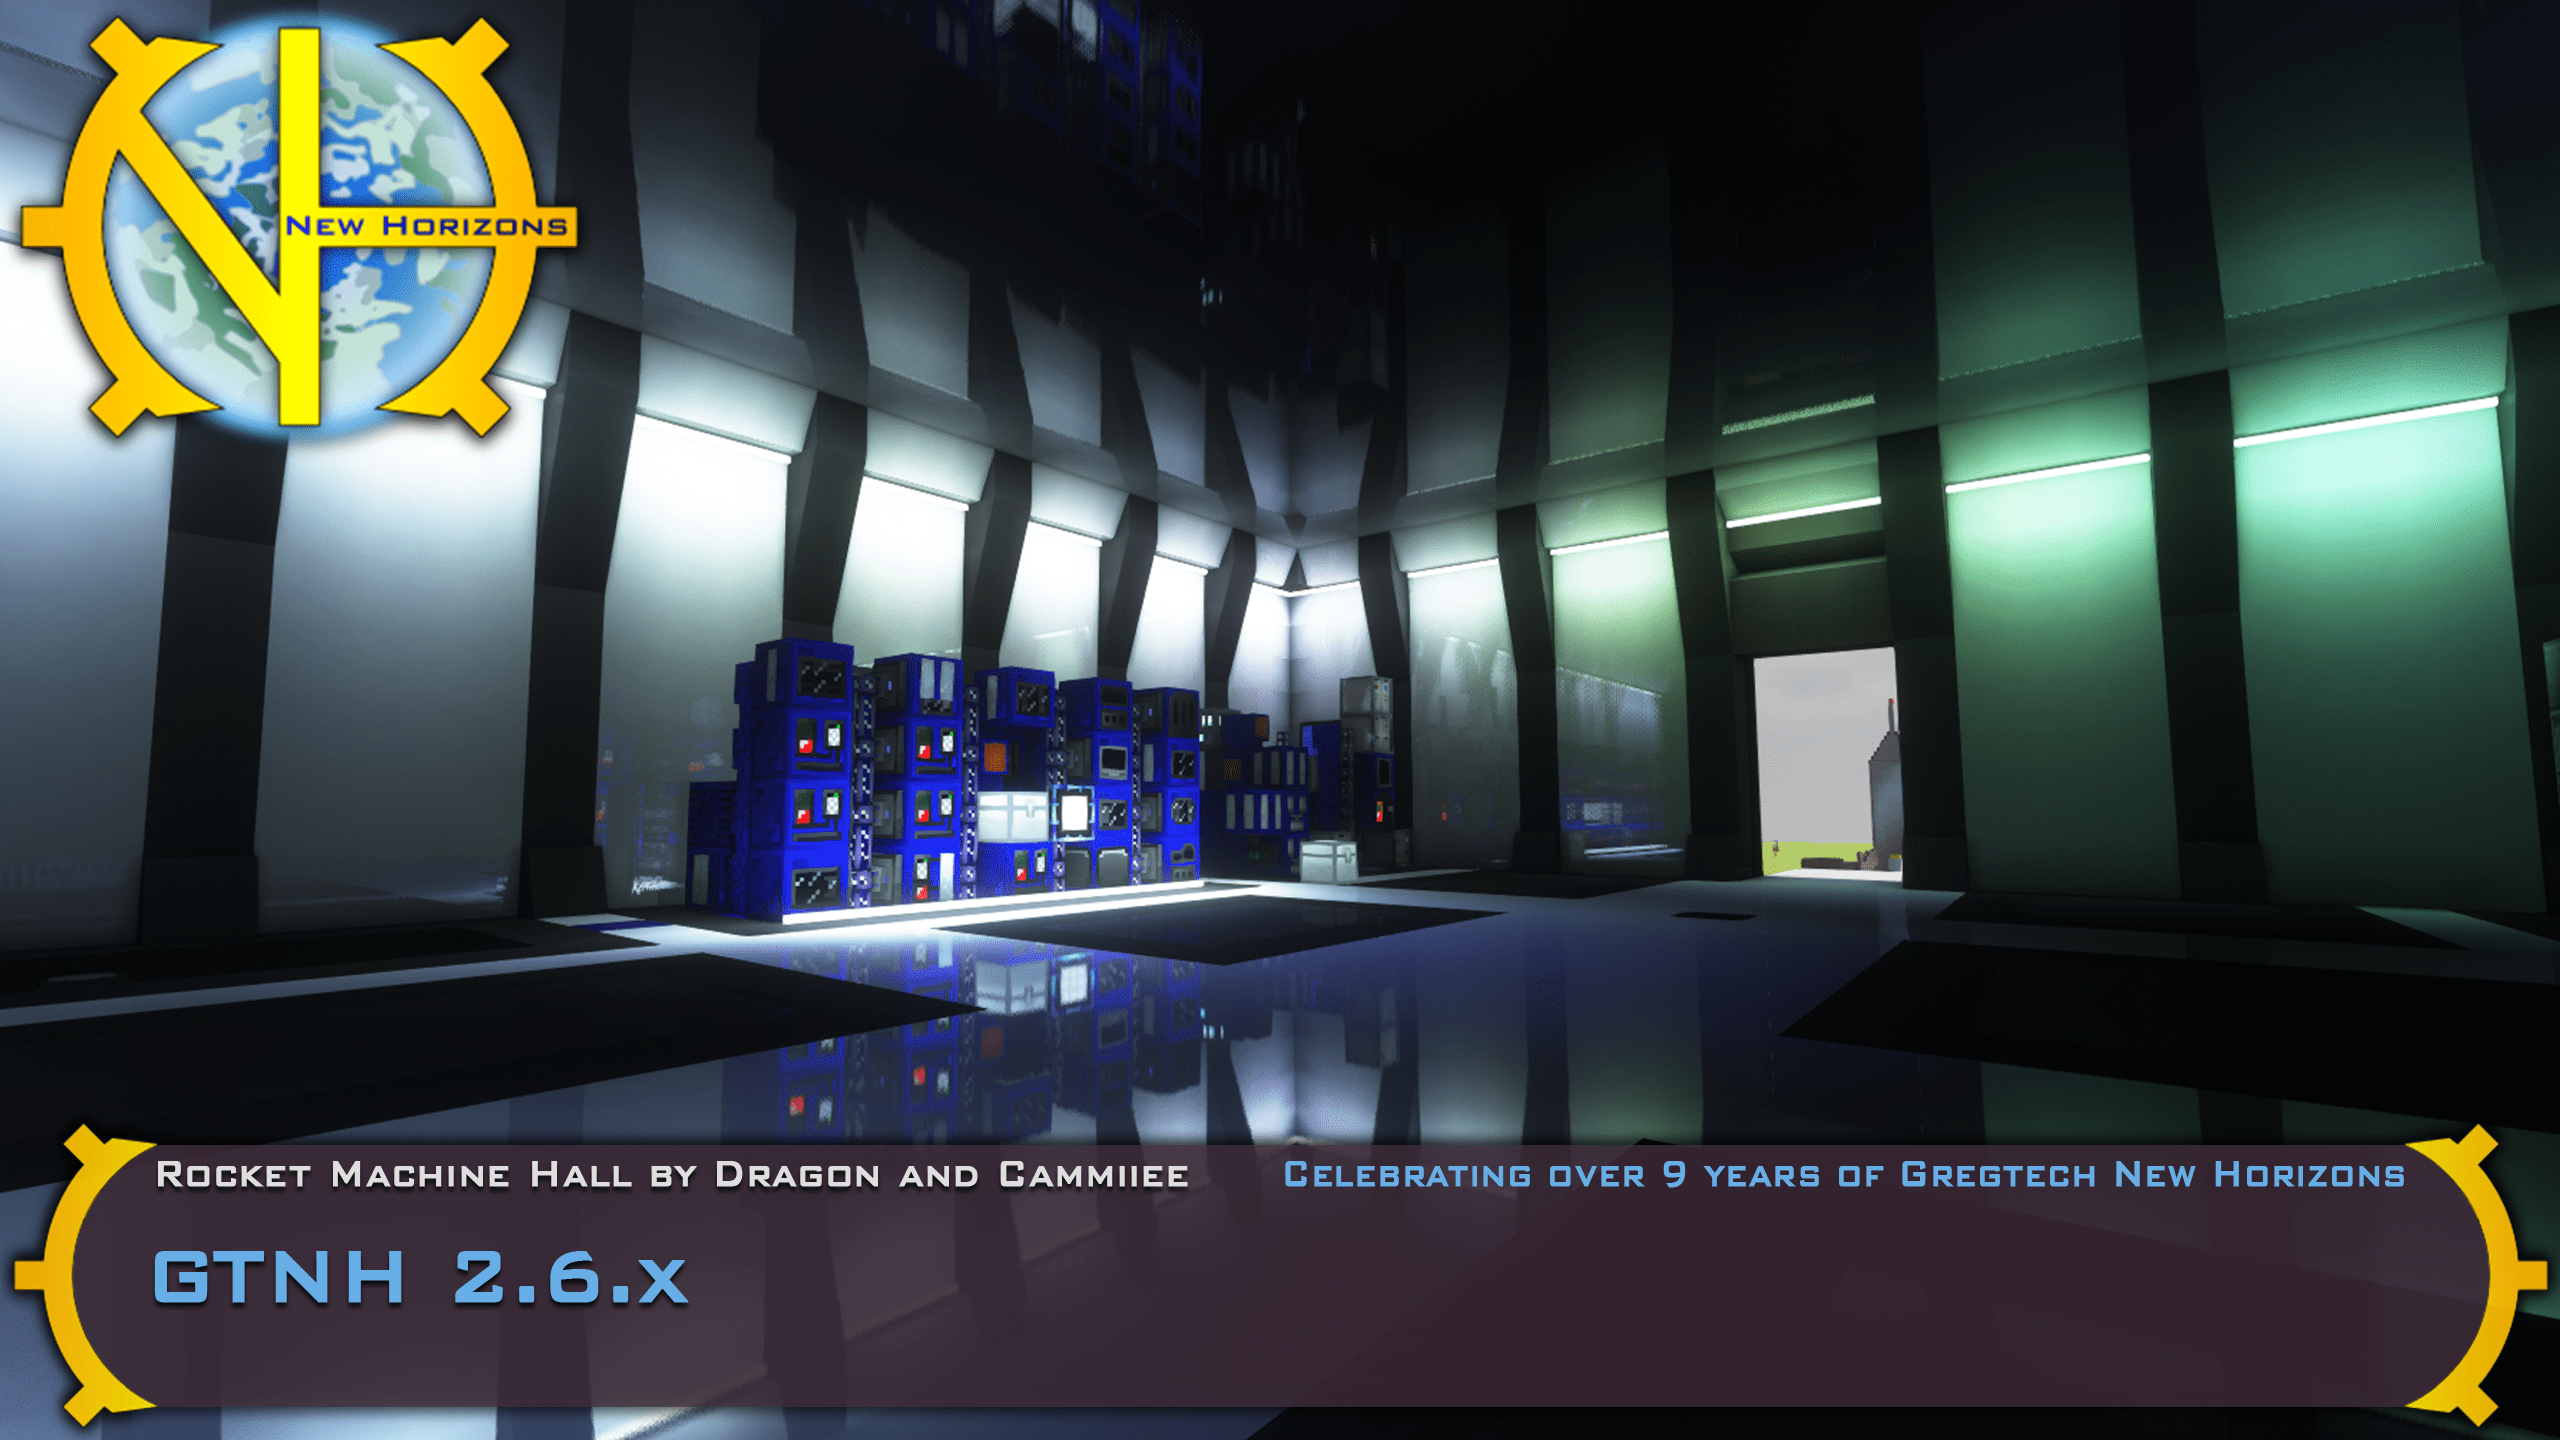 New Horizons
Rocket Machine Hall by Dragon and Cammiiee
Celebrating over 9 years of Gregtech New Horizons
GTNH 2.6.x